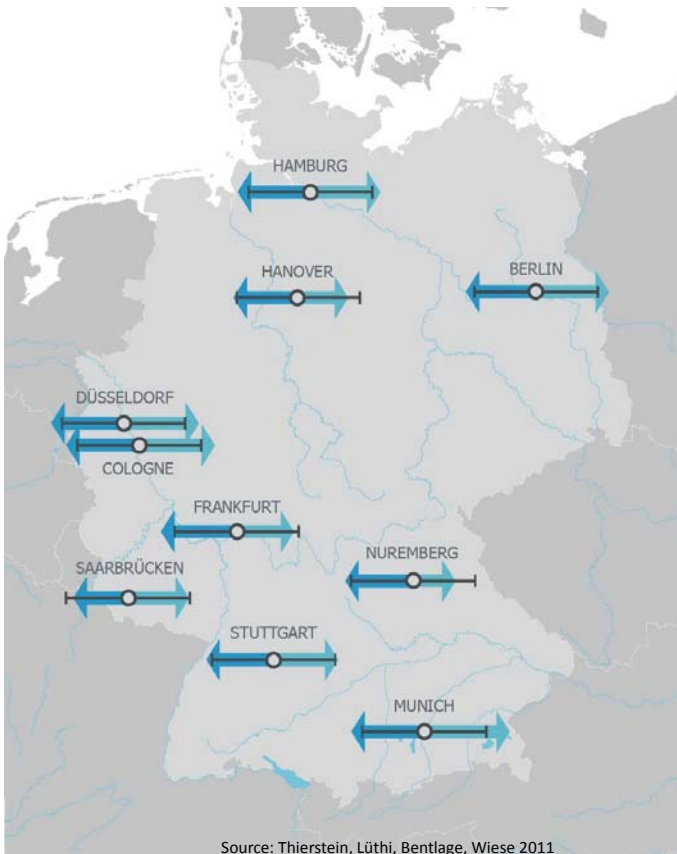 HAMBURG
HANOVER
BERLIN
DÜSSELDORF
COLOGNE
FRANKFURT
NUREMBERG
SAARBRÜCKEN
STUTTGART
MUNICH
Source: Thierstein, Lüthi, Bentlage, Wiese 2011